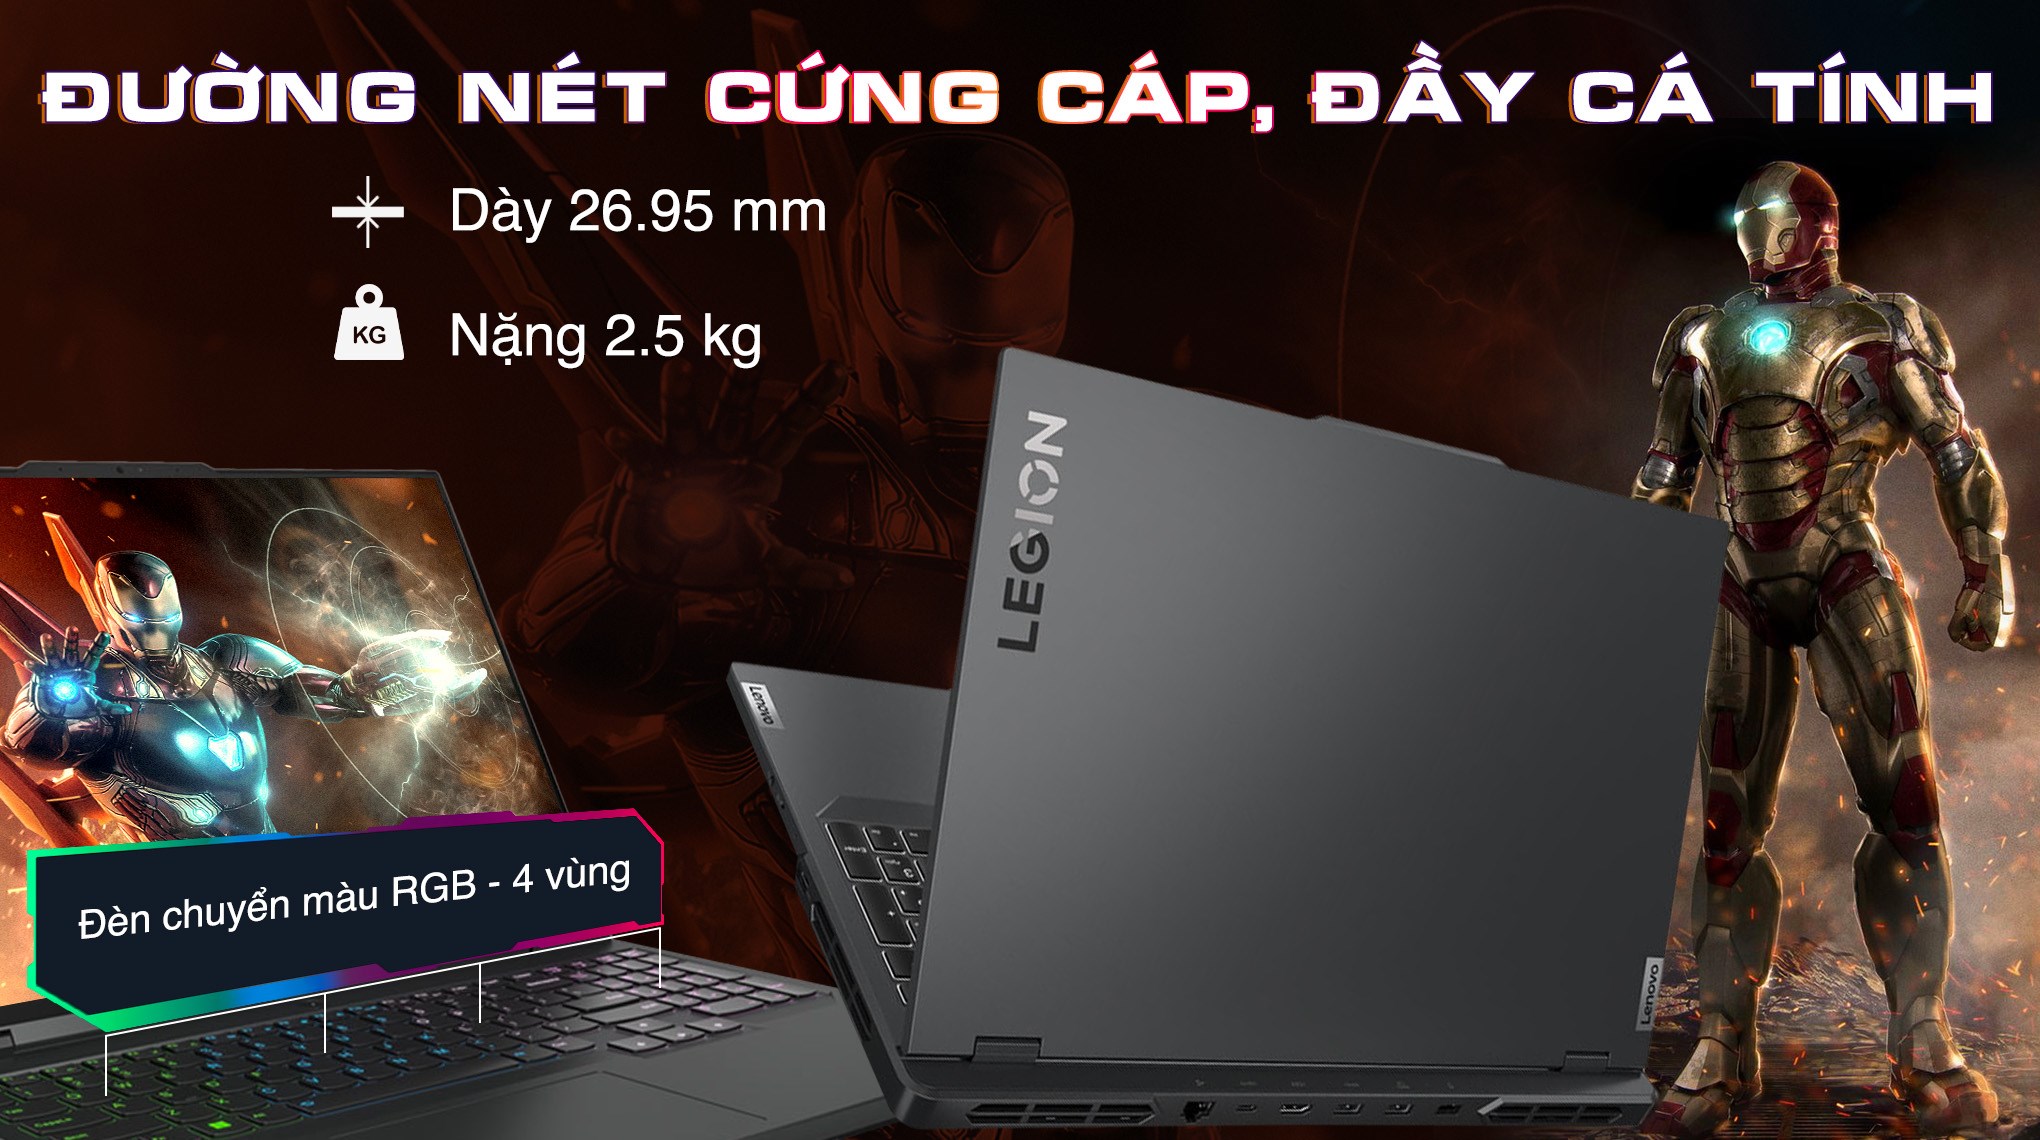 ĐƯỜNG NÉT CỨNG CÁP, ĐẦY CÁ TÍNH
Dày 26.95 mm
KG
Nặng 2.5 kg
LEGION
Lenovo
Đèn chuyển màu RGB - 4 vùng
Lenovo